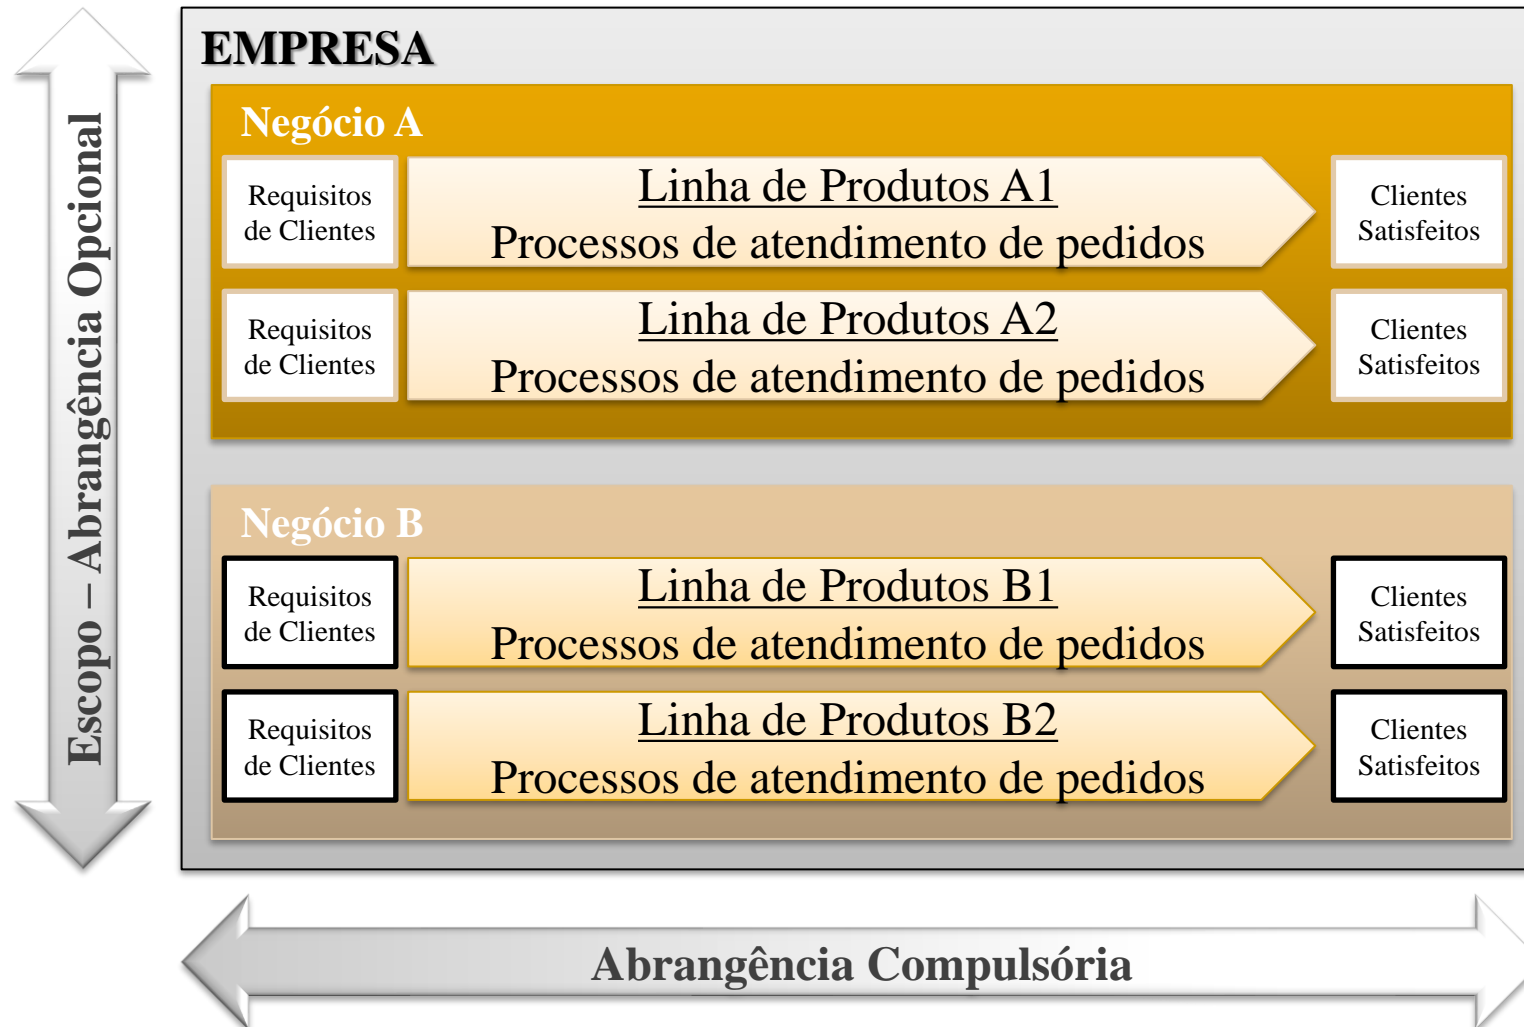 EMPRESA
Negócio A
Requisitos
de Clientes
Linha de Produtos A1
Processos de atendimento de pedidos
Clientes
Satisfeitos
Requisitos
de Clientes
Linha de Produtos A2
Processos de atendimento de pedidos
Clientes
Satisfeitos
Negócio B
Requisitos
de Clientes
Linha de Produtos B1
Processos de atendimento de pedidos
Clientes
Satisfeitos
Requisitos
de Clientes
Linha de Produtos B2
Processos de atendimento de pedidos
Clientes
Satisfeitos
Escopo – Abrangência Opcional
Abrangência Compulsória